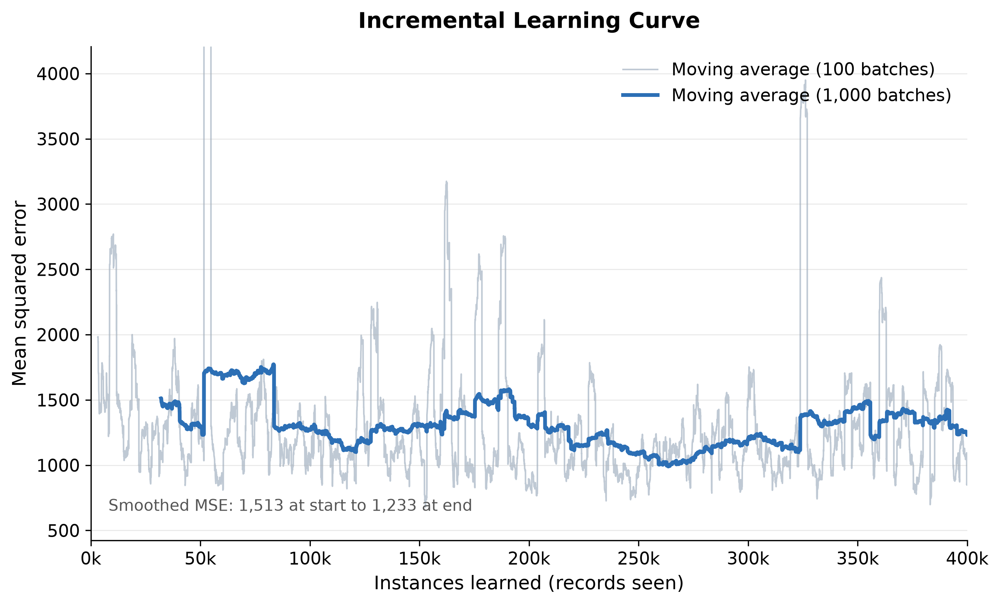 Incremental Learning Curve
Moving average (100 batches)
Moving average (1,000 batches)
Mean squared error
4000
3500
3000
2500
2000
1500
1000
500
Smoothed MSE: 1,513 at start to 1,233 at end
0k 50k 100k 150k 200k 250k 300k 350k 400k
Instances learned (records seen)